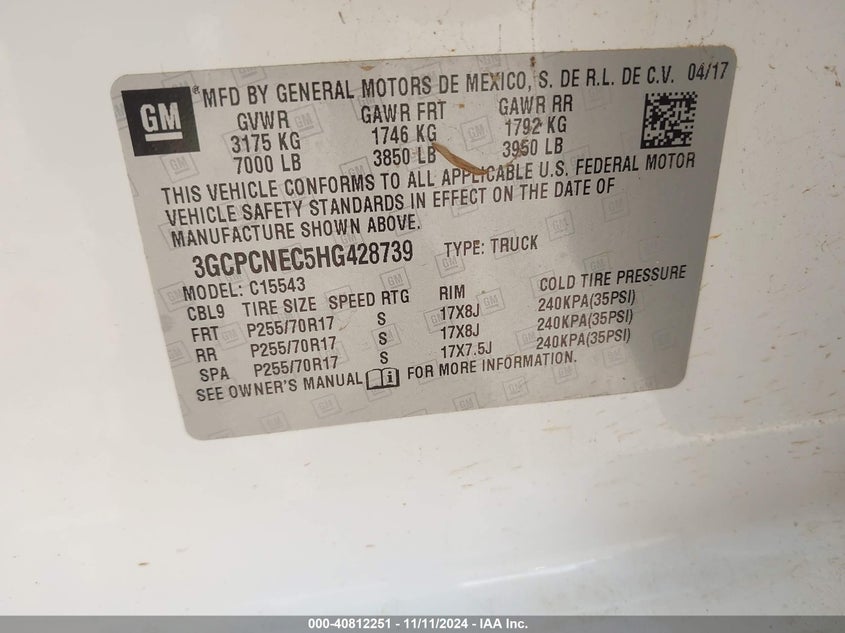 GM ® MFD BY GENERAL MOTORS DE MEXICO, S. DE R.L. DE C.V. 04/17
GVWR GAWR FRT GAWR RR
3175 KG 1746 KG 1792 KG
7000 LB 3850 LB 3950 LB
THIS VEHICLE CONFORMS TO ALL APPLICABLE U.S. FEDERAL MOTOR
VEHICLE SAFETY STANDARDS IN EFFECT ON THE DATE OF
MANUFACTURE SHOWN ABOVE.
3GCPCNEC5HG428739 TYPE: TRUCK
MODEL: C15543
CBL9 TIRE SIZE SPEED RTG RIM COLD TIRE PRESSURE
FRT P255/70R17 S 17X8J 240KPA(35PSI)
RR P255/70R17 S 17X8J 240KPA(35PSI)
SPA P255/70R17 S 17X7.5J 240KPA(35PSI)
SEE OWNER'S MANUAL FOR MORE INFORMATION.
000-40812251 - 11/11/2024 - IAA Inc.